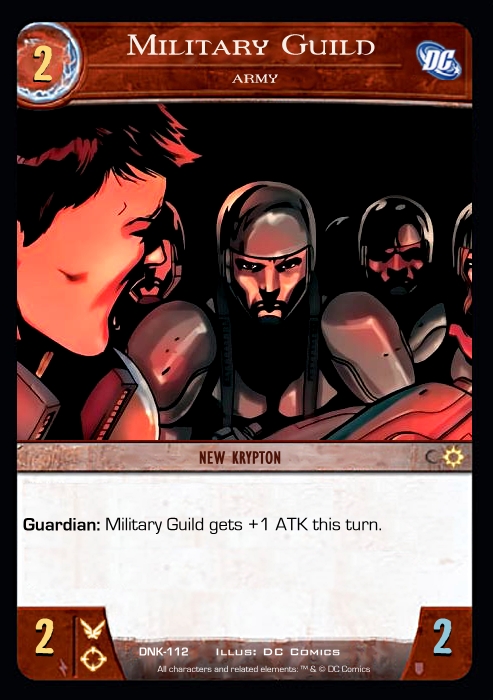 2
MILITARY GUILD
ARMY
DC
NEW KRYPTON
C
Guardian: Military Guild gets +1 ATK this turn.
2
DNK-112 ILLUS: DC COMICS
All characters and related elements: ™ & © DC Comics
2